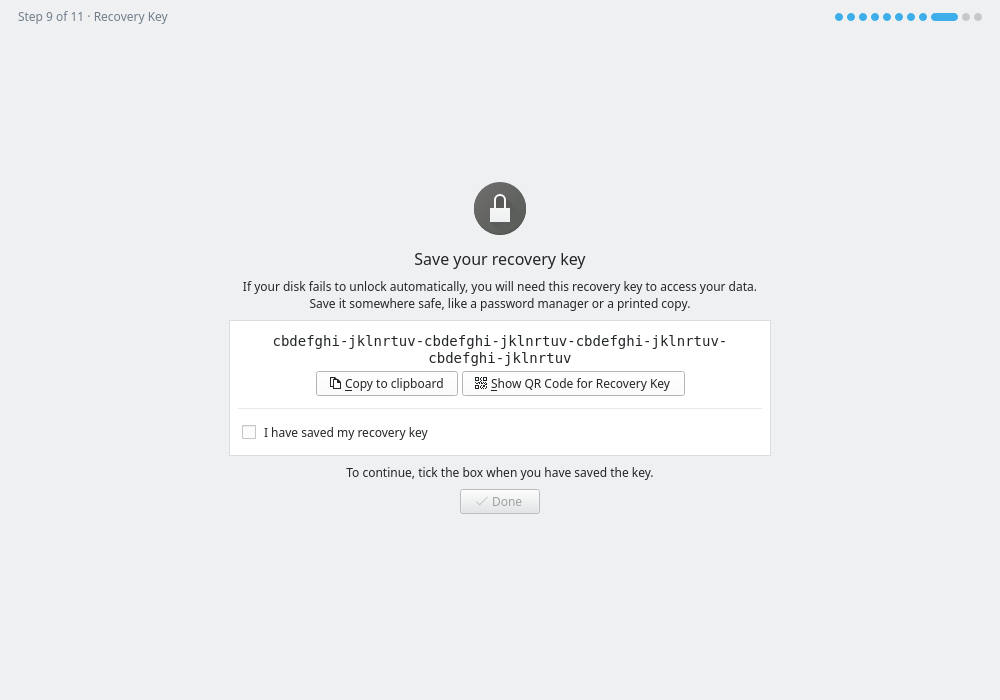 Step 9 of 11 · Recovery Key
Save your recovery key
If your disk fails to unlock automatically, you will need this recovery key to access your data.
Save it somewhere safe, like a password manager or a printed copy.
cbdefghi-jklnrtuv-cbdefghi-jklnrtuv-cbdefghi-jklnrtuv-
cbdefghi-jklnrtuv
Copy to clipboard
Show QR Code for Recovery Key
I have saved my recovery key
To continue, tick the box when you have saved the key.
Done